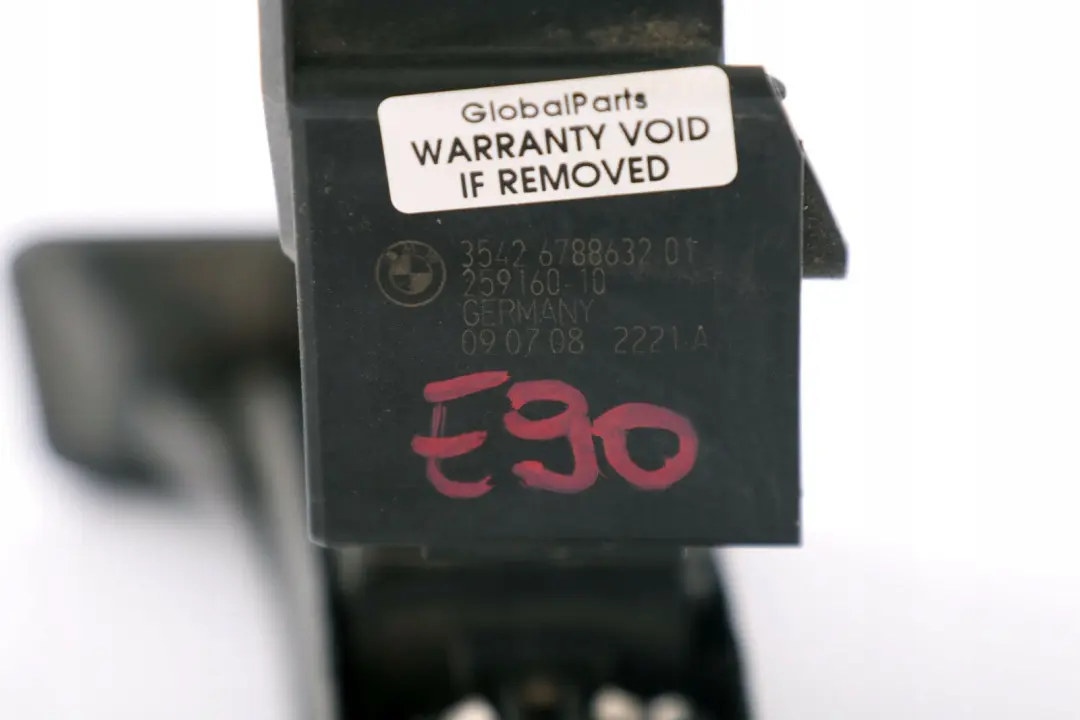 GlobalParts
WARRANTY VOID
IF REMOVED
3542 6788632 01
259160-10
GERMANY
09 07 08 2221 A
E90